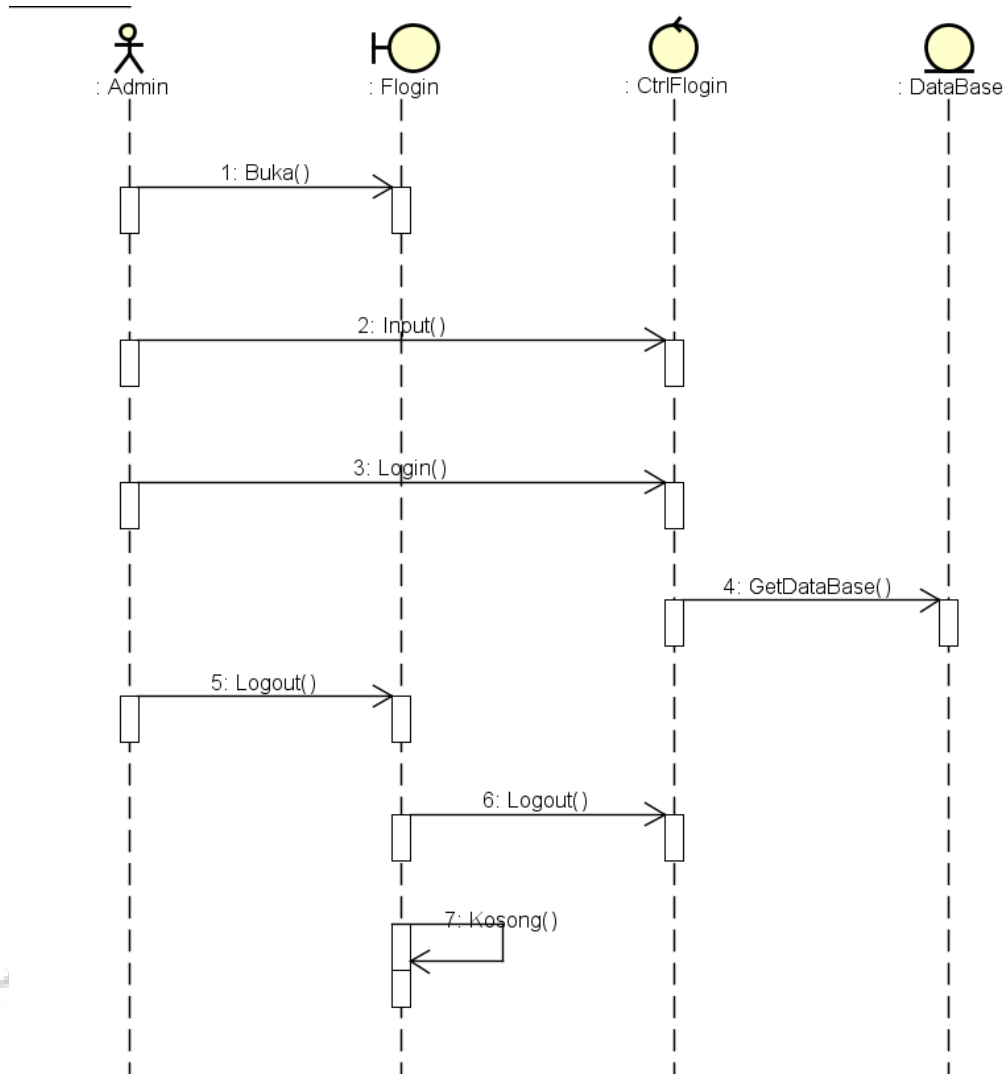 : Admin
: Flogin
: CtrlFlogin
: DataBase
1: Buka()
2: Input()
3: Login()
4: GetDataBase()
5: Logout()
6: Logout()
7: Kosong()